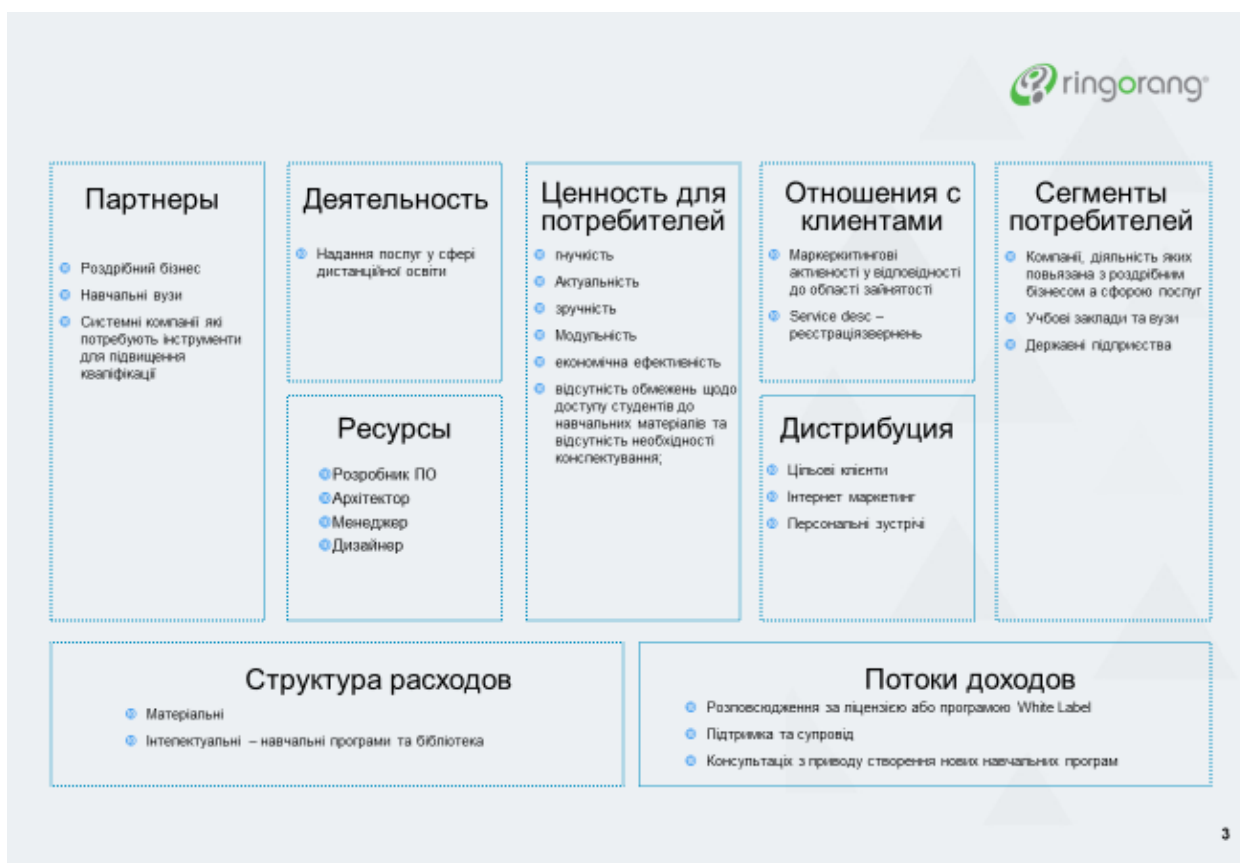 ringorang®
Партнеры
Роздрібний бізнес
Навчальні вузи
Системні компанії які
потребують інструменти
для підвищення
кваліфікації
Деятельность
Надання послуг у сфері
дистанційної освіти
Ресурсы
Розробник ПО
Архітектор
Менеджер
Дизайнер
Ценность для
потребителей
гнучкість
Актуальність
зручність
Модульність
економічна ефективність
відсутність обмежень щодо
доступу студентів до
навчальних матеріалів та
відсутність необхідності
конспектування;
Отношения с
клиентами
Маркеркитингові
активності у відповідності
до області зайнятості
Service desc –
реєстраціязвернень
Дистрибуция
Цільові клієнти
Інтернет маркетинг
Персональні зустрічі
Сегменты
потребителей
Компанії, діяльність яких
повьязана з роздрібним
бізнесом а сфорою послуг
Учбові заклади та вузи
Державні підприєства
Структура расходов
Матеріальні
Інтелектуальні – навчальні програми та бібліотека
Потоки доходов
Розповсюдження за ліцензією або програмою White Label
Підтримка та супровід
Консультаціх з приводу створення нових навчальних програм
3